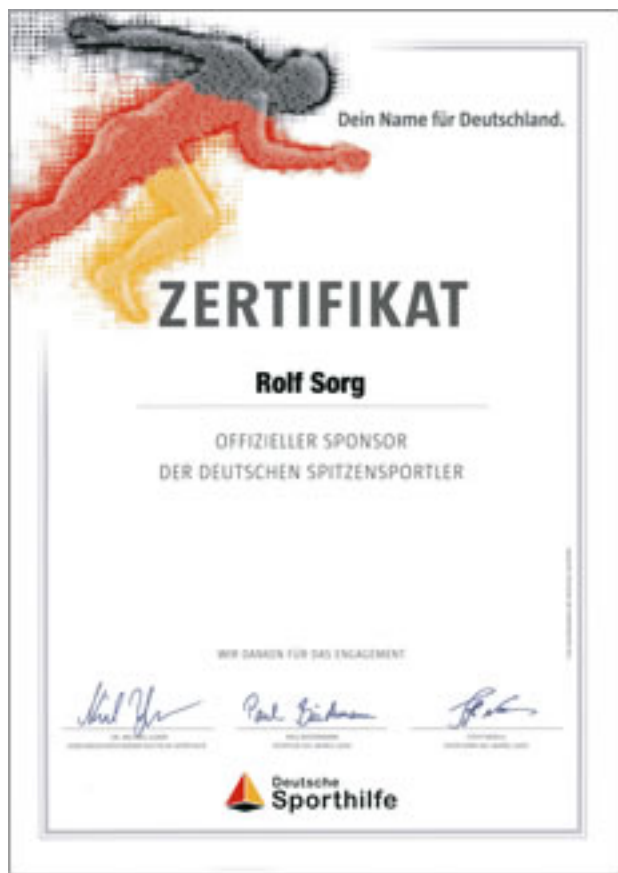 Dein Name für Deutschland.
ZERTIFIKAT
Rolf Sorg
OFFIZIELLER SPONSOR
DER DEUTSCHEN SPITZENSPORTLER
WIR DANKEN FÜR DAS ENGAGEMENT
Deutsche
Sporthilfe